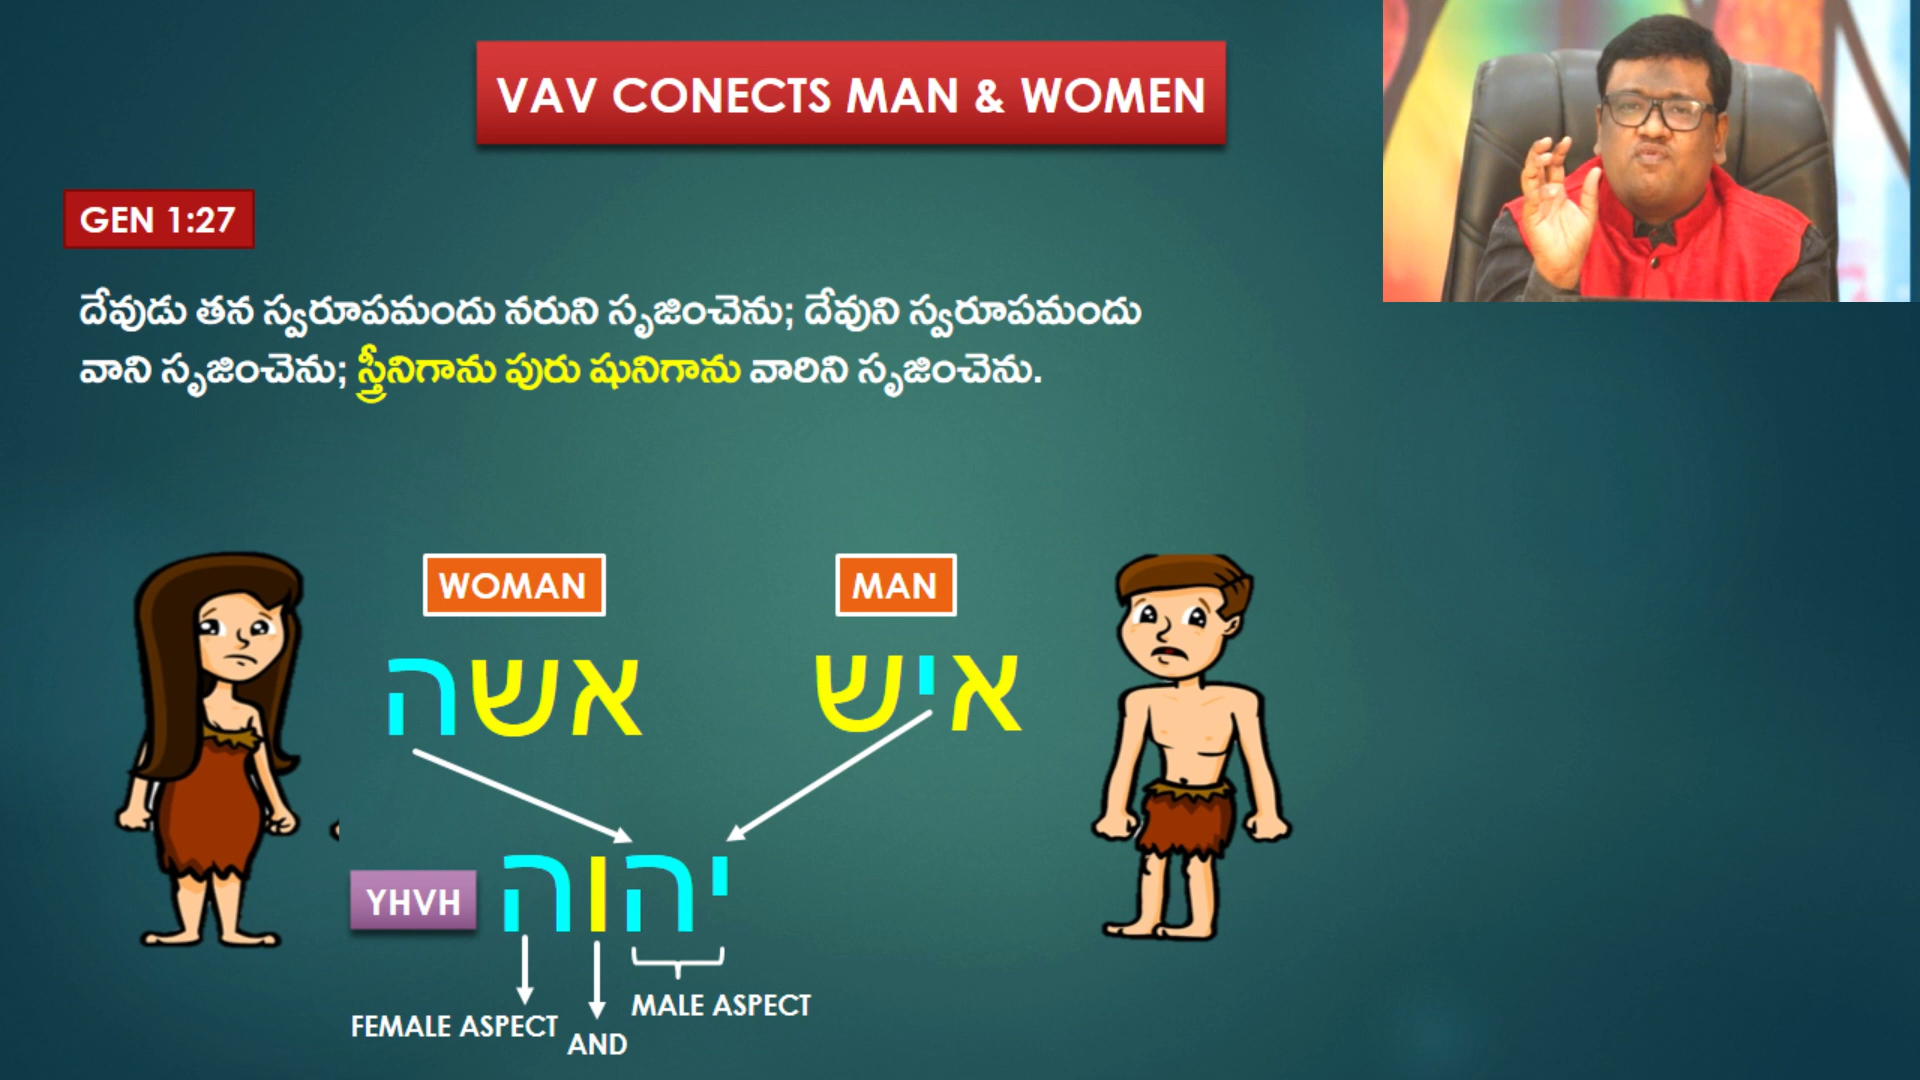 VAV CONECTS MAN & WOMEN
GEN 1:27
దేవుడు తన స్వరూపమందు నరుని సృజించెను; దేవుని స్వరూపమందు
వాని సృజించెను; స్త్రీనిగాను పురు షునిగాను వారిని సృజించెను.
WOMAN
MAN
אשה
איש
YHVH
יהוה
FEMALE ASPECT
AND
MALE ASPECT